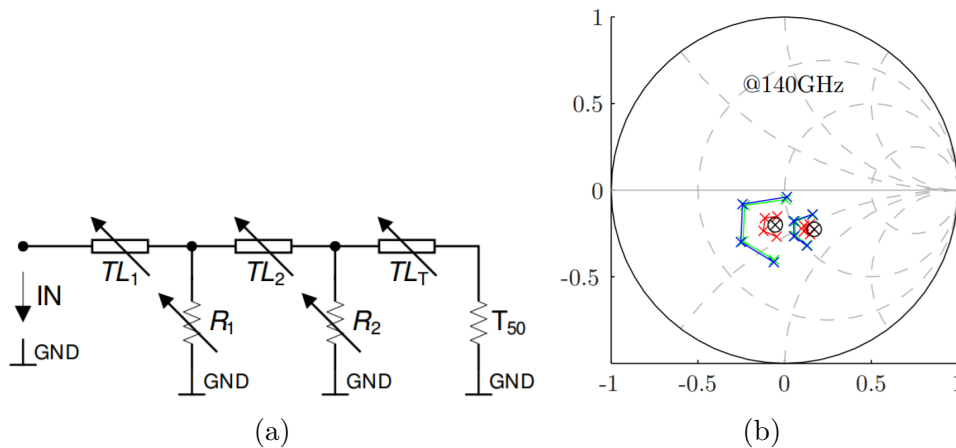 IN
GND
TL1
R1
GND
TL2
R2
GND
TLT
T50
GND
(a)
@140GHz
1
0.5
0
-0.5
-1
-0.5
0
0.5
1
(b)